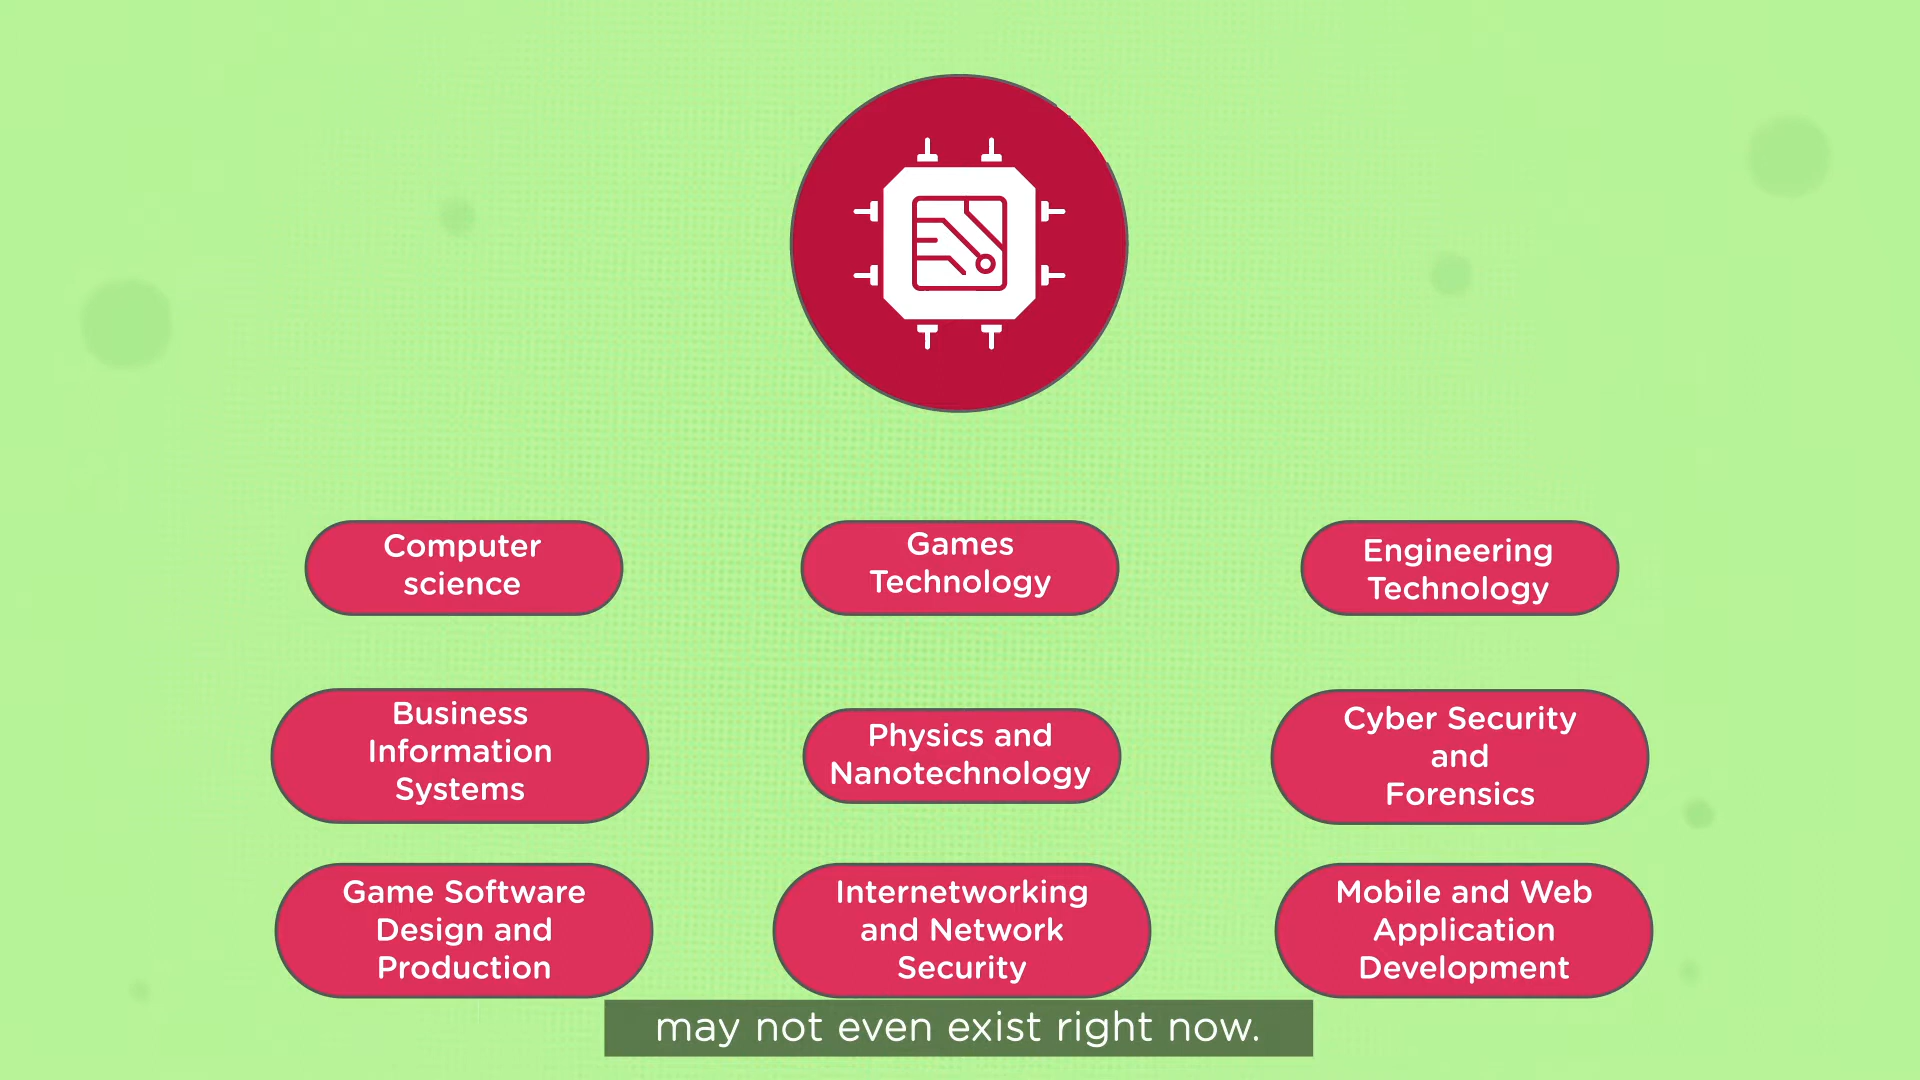 Computer
science
Games
Technology
Engineering
Technology
Business
Information
Systems
Physics and
Nanotechnology
Cyber Security
and
Forensics
Game Software
Design and
Production
Internetworking
and Network
Security
Mobile and Web
Application
Development
may not even exist right now.